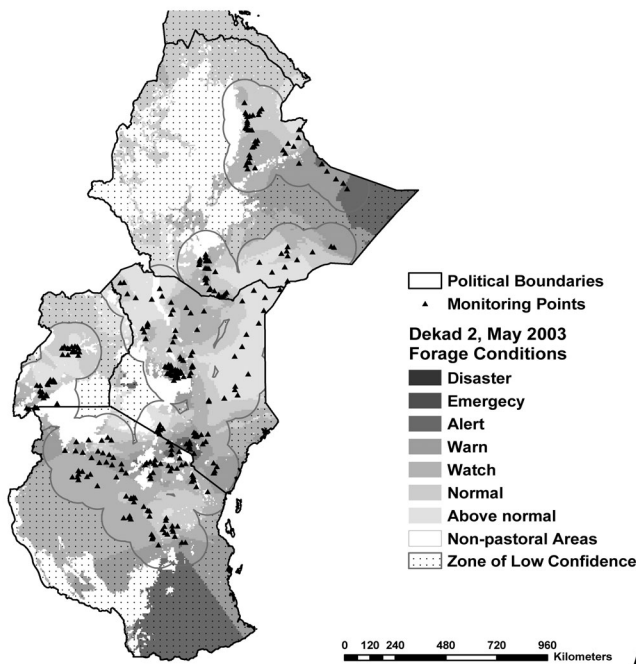 Political Boundaries
Monitoring Points
Dekad 2, May 2003
Forage Conditions
Disaster
Emergecy
Alert
Warn
Watch
Normal
Above normal
Non-pastoral Areas
Zone of Low Confidence
0 120 240 480 720 960
Kilometers